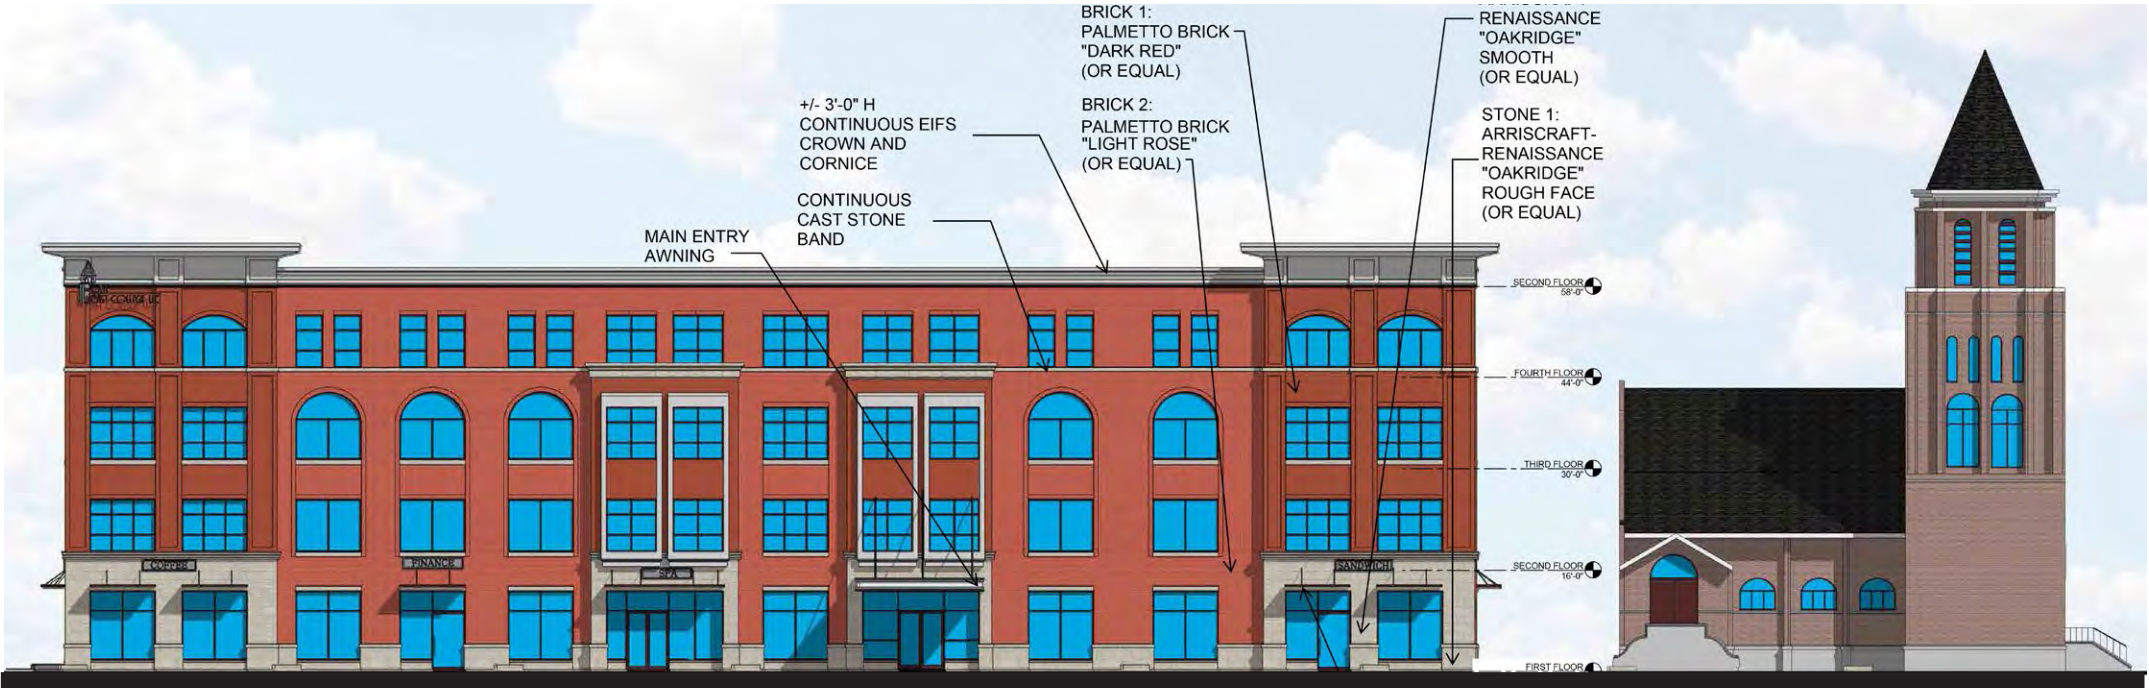 BRICK 1:
PALMETTO BRICK
"DARK RED"
(OR EQUAL)
BRICK 2:
PALMETTO BRICK
"LIGHT ROSE"
(OR EQUAL)
RENAISSANCE
"OAKRIDGE"
SMOOTH
(OR EQUAL)
STONE 1:
ARRISCRAFT-
RENAISSANCE
"OAKRIDGE"
ROUGH FACE
(OR EQUAL)
+/- 3'-0" H
CONTINUOUS EIFS
CROWN AND
CORNICE
CONTINUOUS
CAST STONE
BAND
MAIN ENTRY
AWNING
SECOND FLOOR
58'-0"
FOURTH FLOOR
44'-0"
THIRD FLOOR
30'-0"
SECOND FLOOR
16'-0"
FIRST FLOOR
COFFEE
FINANCE
SPA
SANDWICH